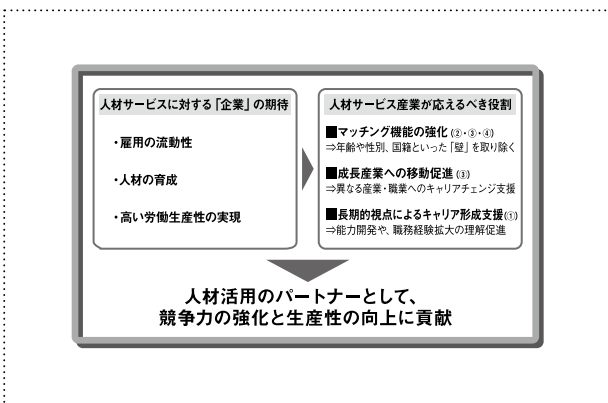 人材サービスに対する「企業」の期待
・雇用の流動性
・人材の育成
・高い労働生産性の実現
人材サービス産業が応えるべき役割
■マッチング機能の強化(②・③・④)
⇒年齢や性別、国籍といった「壁」を取り除く
■成長産業への移動促進(③)
⇒異なる産業・職業へのキャリアチェンジ支援
■長期的視点によるキャリア形成支援(①)
⇒能力開発や、職務経験拡大の理解促進
人材活用のパートナーとして、
競争力の強化と生産性の向上に貢献